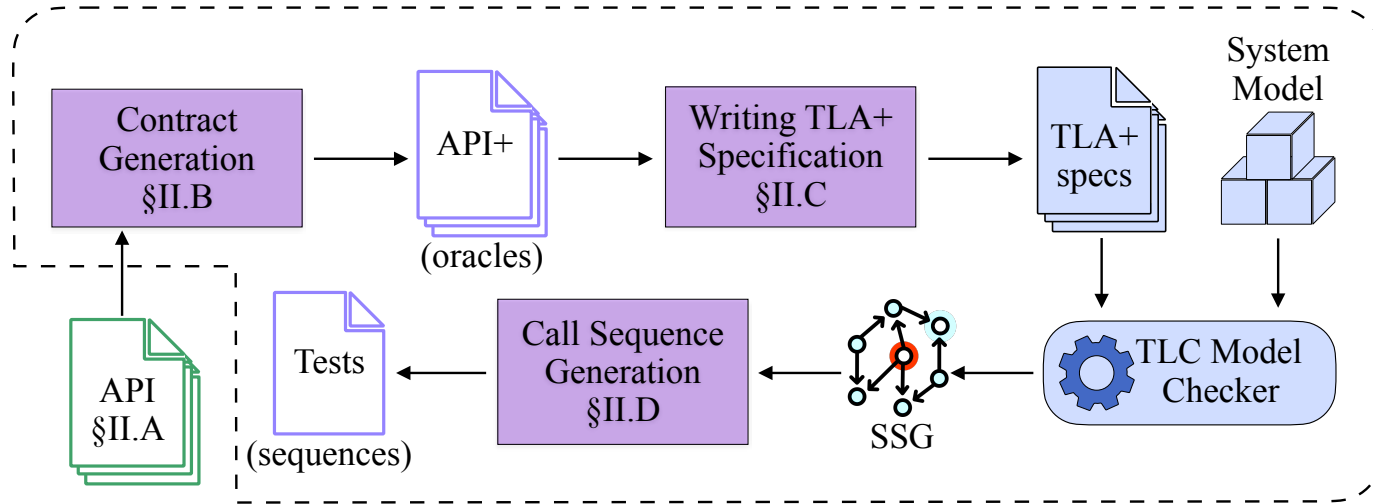 Contract
Generation
§II.B
API+
(oracles)
Writing TLA+
Specification
§II.C
TLA+
specs
System
Model
API
§II.A
Tests
(sequences)
Call Sequence
Generation
§II.D
SSG
TLC Model
Checker